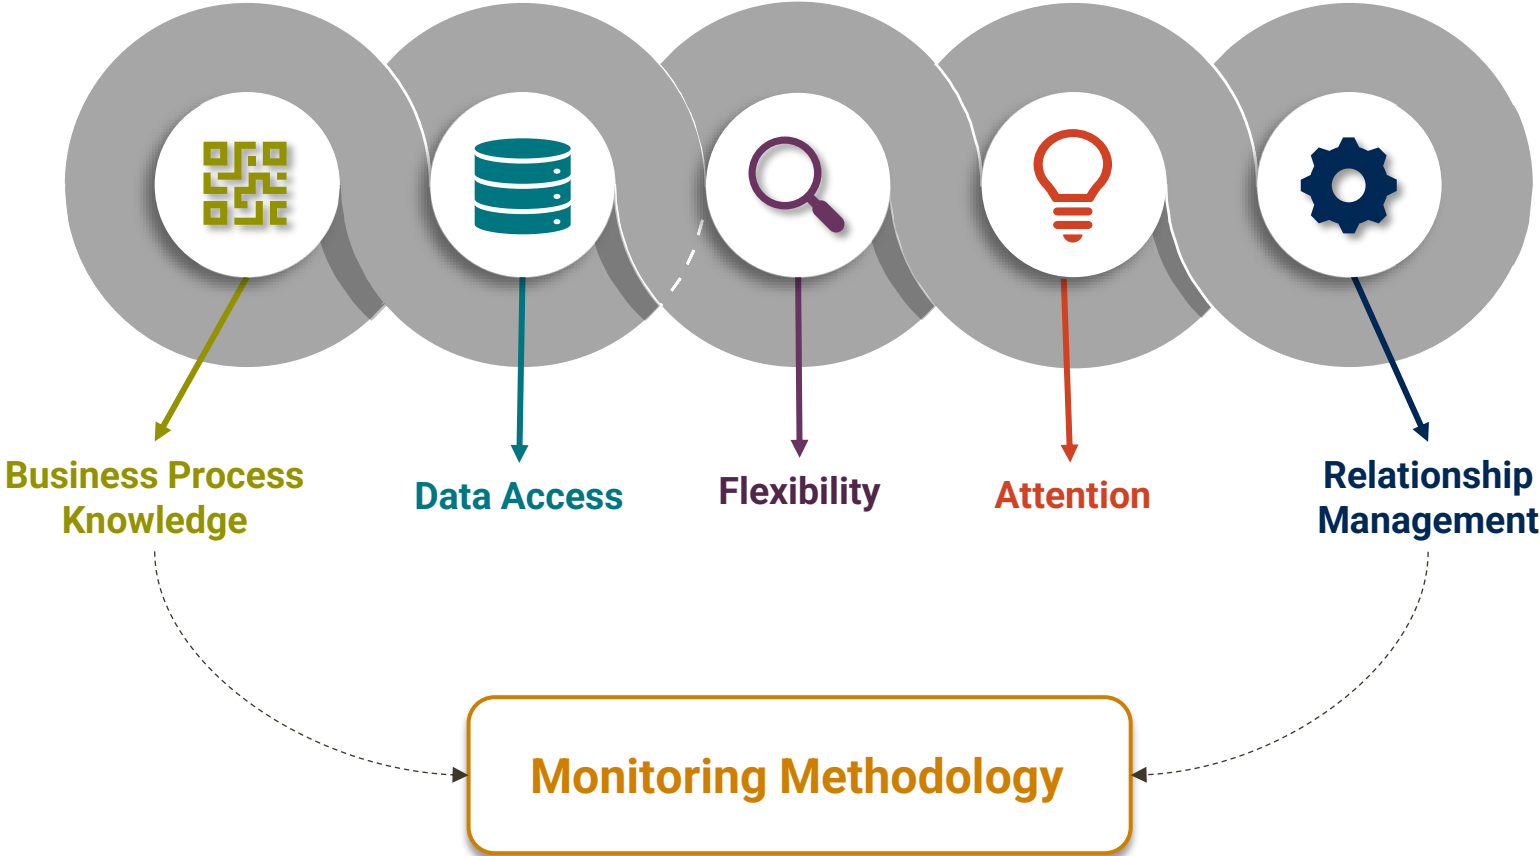 Business Process
Knowledge
Data Access
Flexibility
Attention
Relationship
Management
Monitoring Methodology